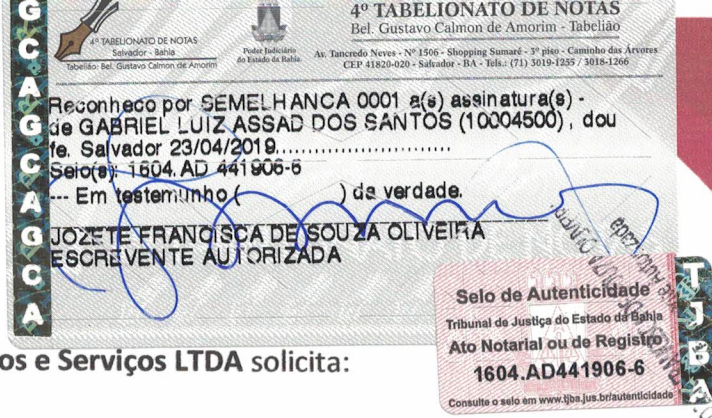 4º TABELIONATO DE NOTAS
Bel. Gustavo Calmon de Amorim - Tabelião
4º TABELIONATO DE NOTAS
Salvador - Bahia
Tabelião: Bel. Gustavo Calmon de Amorim
Poder Judiciário
do Estado da Bahia
Av. Tancredo Neves - Nº 1506 - Shopping Sumaré - 3º piso - Caminho das Árvores
CEP 41820-020 - Salvador - BA - Tels.: (71) 3019-1255 / 3018-1266
GCAGCAGCAGCA
Reconheco por SEMELHANCA 0001 a(s) assinatura(s) -
de GABRIEL LUIZ ASSAD DOS SANTOS (10004500), dou
fe. Salvador 23/04/2019...........................
Selo(s): 1604.AD 441906-6
--- Em testemunho ( ) da verdade.
JOZETE FRANCISCA DE SOUZA OLIVEIRA
ESCREVENTE AUTORIZADA
Selo de Autenticidade
Tribunal de Justiça do Estado da Bahia
Ato Notarial ou de Registro
1604.AD441906-6
Consulte o selo em www.tjba.jus.br/autenticidade
TJBA
os e Serviços LTDA solicita: